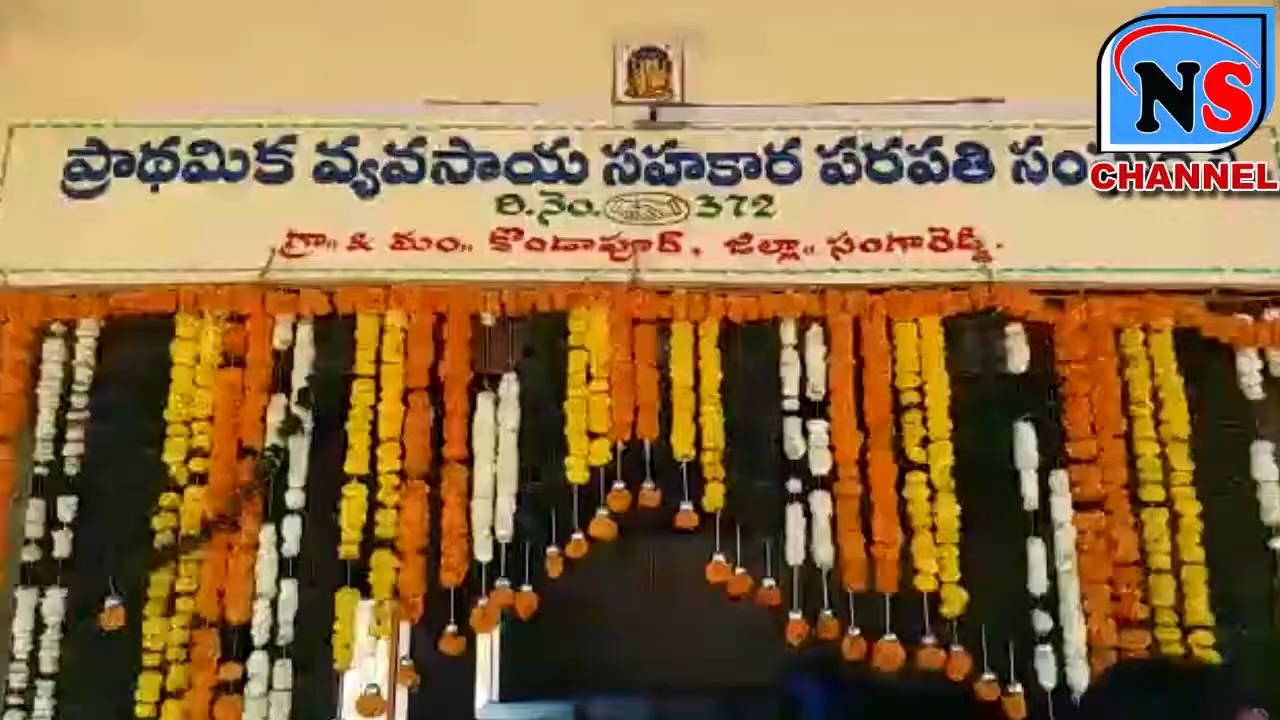 ప్రాథమిక వ్యవసాయ సహకార పరపతి
రి.నెం. 372
గ్రా॥ & మం॥ కొండాపూర్, జిల్లా॥ సంగారెడ్డి.
NS
CHANNEL